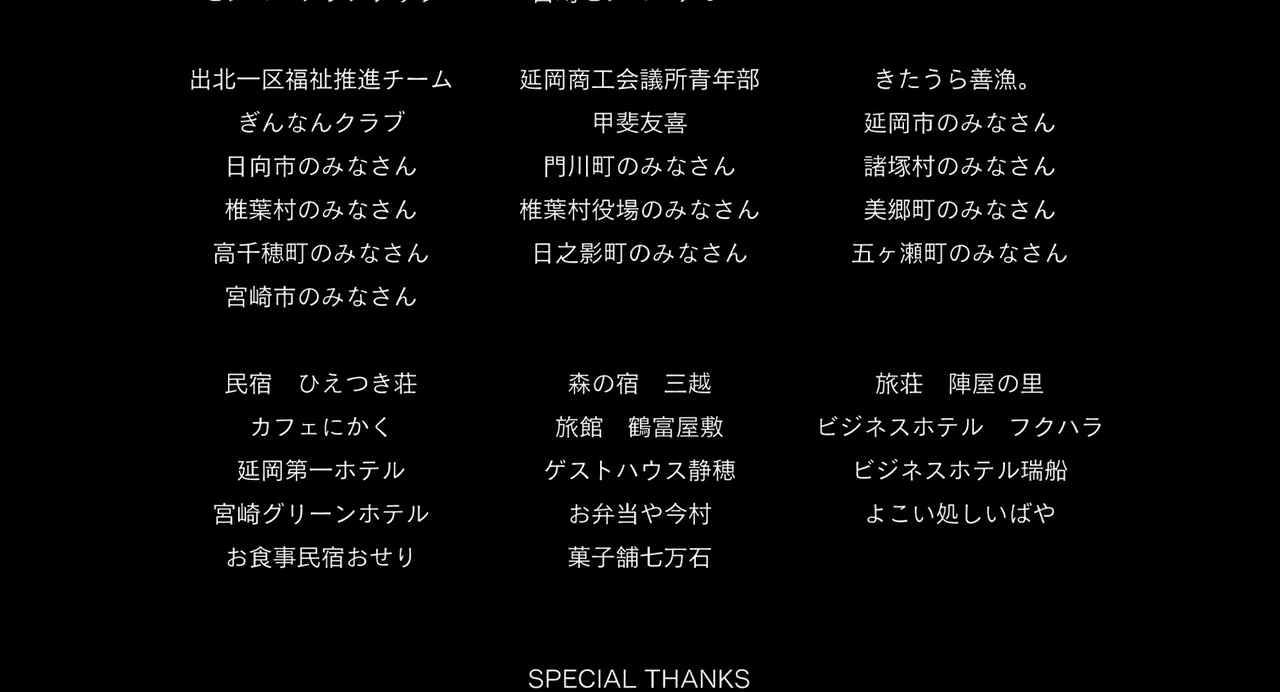 出北一区福祉推進チーム　延岡商工会議所青年部　きたうら善漁。
ぎんなんクラブ　甲斐友喜　延岡市のみなさん
日向市のみなさん　門川町のみなさん　諸塚村のみなさん
椎葉村のみなさん　椎葉村役場のみなさん　美郷町のみなさん
高千穂町のみなさん　日之影町のみなさん　五ヶ瀬町のみなさん
宮崎市のみなさん
民宿　ひえつき荘　森の宿　三越　旅荘　陣屋の里
カフェにかく　旅館　鶴富屋敷　ビジネスホテル　フクハラ
延岡第一ホテル　ゲストハウス静穂　ビジネスホテル瑞船
宮崎グリーンホテル　お弁当や今村　よこい処しいばや
お食事民宿おせり　菓子舗七万石
SPECIAL THANKS